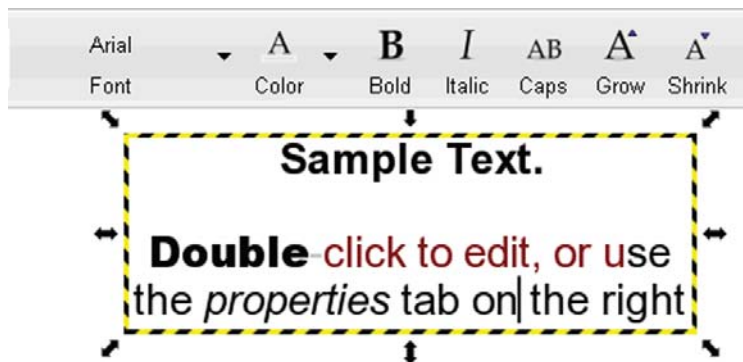 Arial A B I AB A A
Font Color Bold Italic Caps Grow Shrink
Sample Text.
Double-click to edit, or use
the properties tab on the right